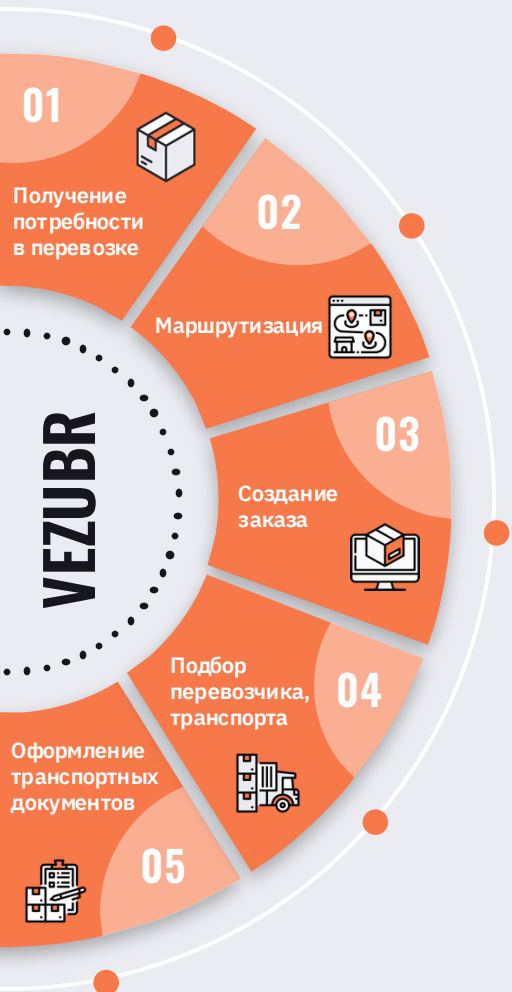 01
Получение
потребности
в перевозке
02
Маршрутизация
03
Создание
заказа
VEZUBR
04
Подбор
перевозчика,
транспорта
05
Оформление
транспортных
документов